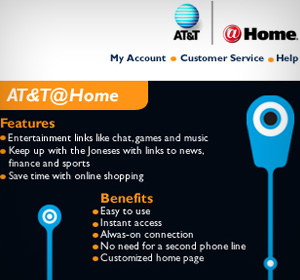 AT&T @Home.
My Account • Customer Service • Help
AT&T@Home
Features
• Entertainment links like chat, games and music
• Keep up with the Joneses with links to news,
finance and sports
• Save time with online shopping
Benefits
• Easy to use
• Instant access
• Alwas-on connection
• No need for a second phone line
• Customized home page